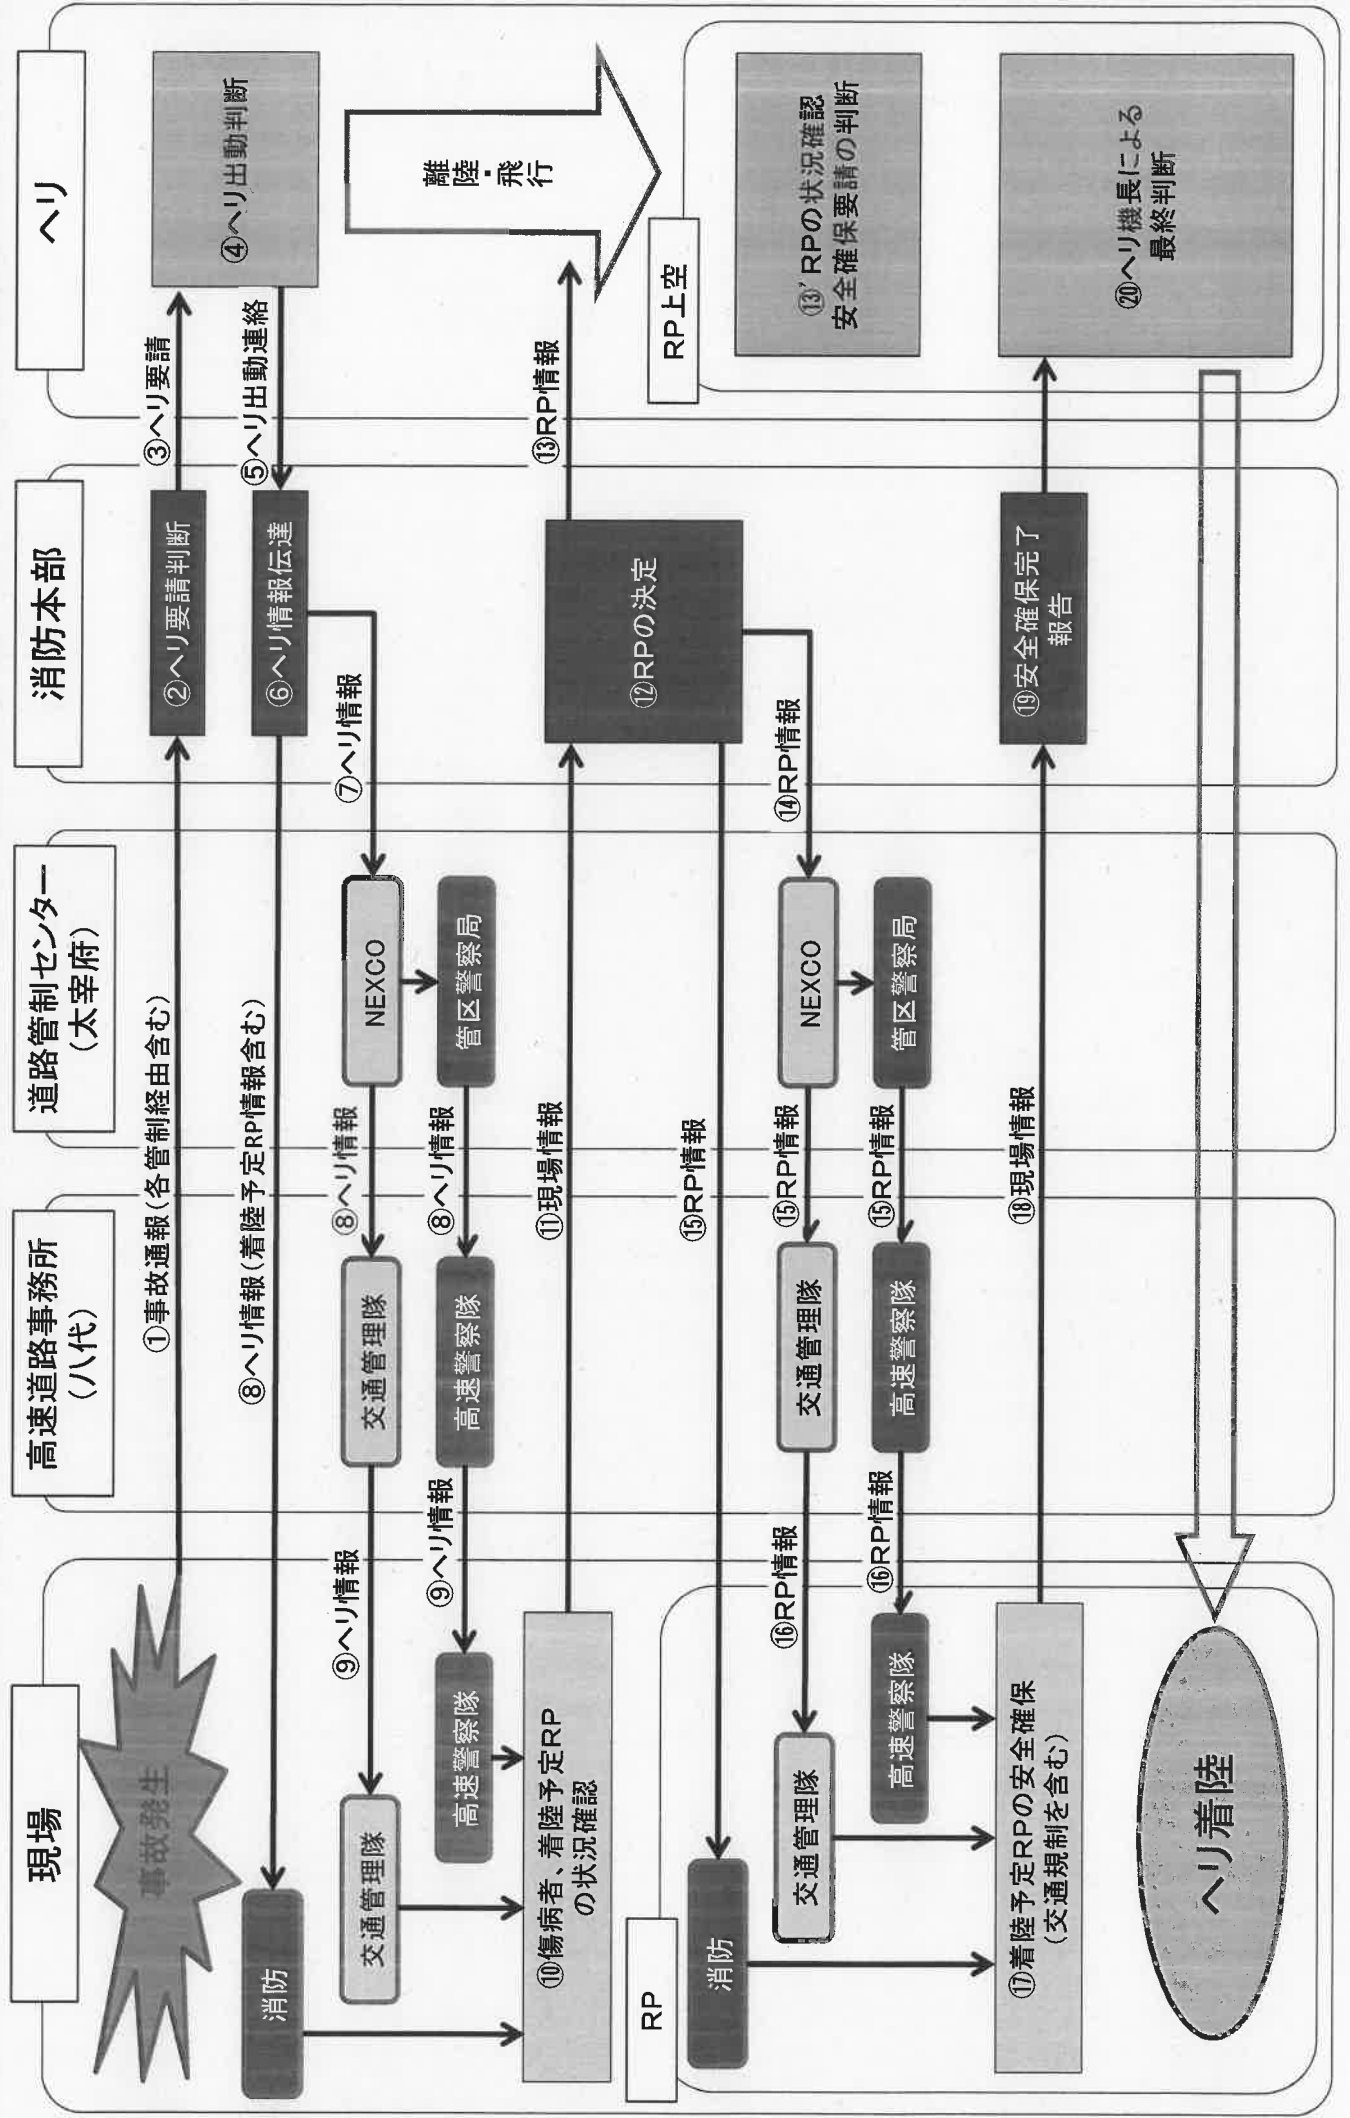 現場
高速道路事務所
(八代)
道路管制センター
(太宰府)
消防本部
ヘリ
事故発生
①事故通報(各管制経由含む)
②ヘリ要請判断
③ヘリ要請
④ヘリ出動判断
⑤ヘリ出動連絡
⑥ヘリ情報伝達
⑧ヘリ情報(着陸予定RP情報含む)
消防
⑦ヘリ情報
NEXCO
⑧ヘリ情報
交通管理隊
⑨ヘリ情報
交通管理隊
管区警察局
⑧ヘリ情報
高速警察隊
⑨ヘリ情報
高速警察隊
離陸・飛行
⑩傷病者、着陸予定RP
の状況確認
⑪現場情報
⑫RPの決定
⑬RP情報
RP
RP上空
⑮RP情報
消防
⑭RP情報
NEXCO
⑮RP情報
交通管理隊
⑯RP情報
交通管理隊
管区警察局
⑮RP情報
高速警察隊
⑯RP情報
高速警察隊
⑬’RPの状況確認
安全確保要請の判断
⑰着陸予定RPの安全確保
(交通規制を含む)
⑱現場情報
⑲安全確保完了
報告
⑳ヘリ機長による
最終判断
ヘリ着陸